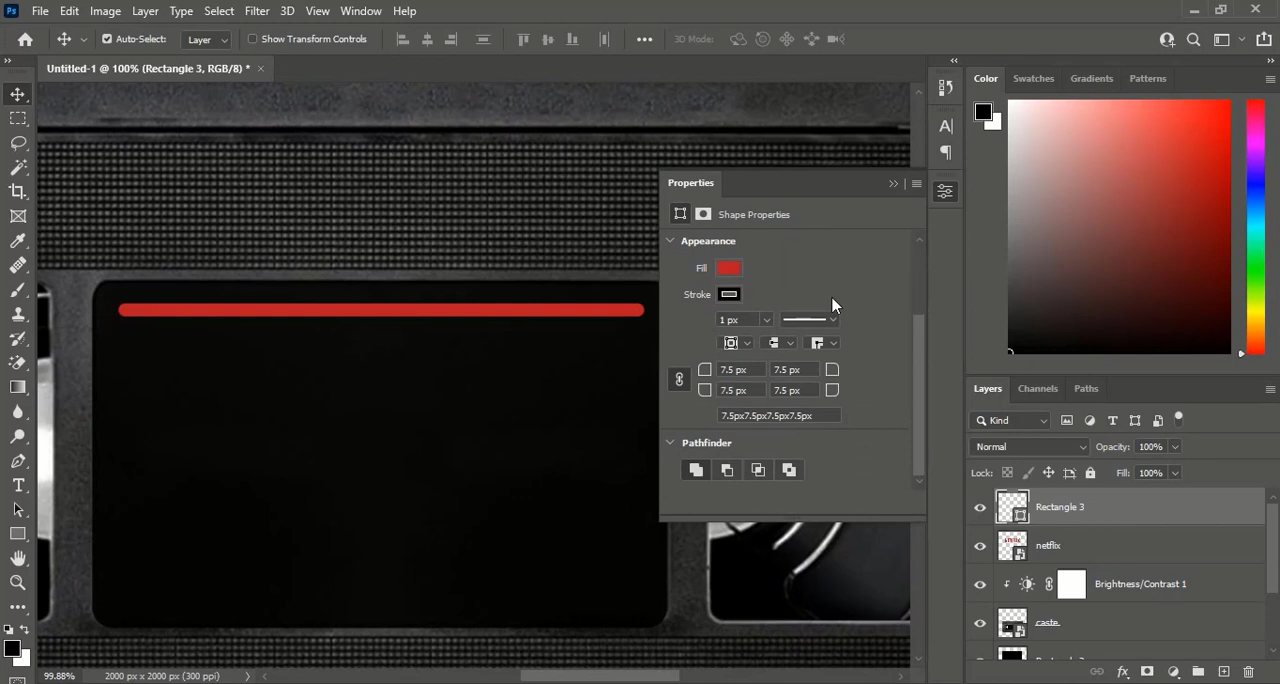 Ps File Edit Image Layer Type Select Filter 3D View Window Help
Auto-Select: Layer Show Transform Controls 3D Mode:
Untitled-1 @ 100% (Rectangle 3, RGB/8) *
Color Swatches Gradients Patterns
Properties
Shape Properties
Appearance
Fill
Stroke
1 px
7.5 px 7.5 px
7.5 px 7.5 px
7.5px7.5px7.5px7.5px
Pathfinder
Layers Channels Paths
Kind
Normal Opacity: 100%
Lock: Fill: 100%
Rectangle 3
netflix
Brightness/Contrast 1
caste
99.88% 2000 px x 2000 px (300 ppi)